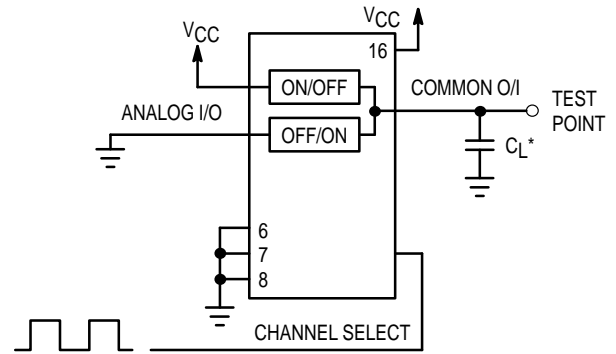 VCC
VCC
16
ON/OFF
COMMON O/I
TEST
POINT
ANALOG I/O
OFF/ON
CL*
6
7
8
CHANNEL SELECT